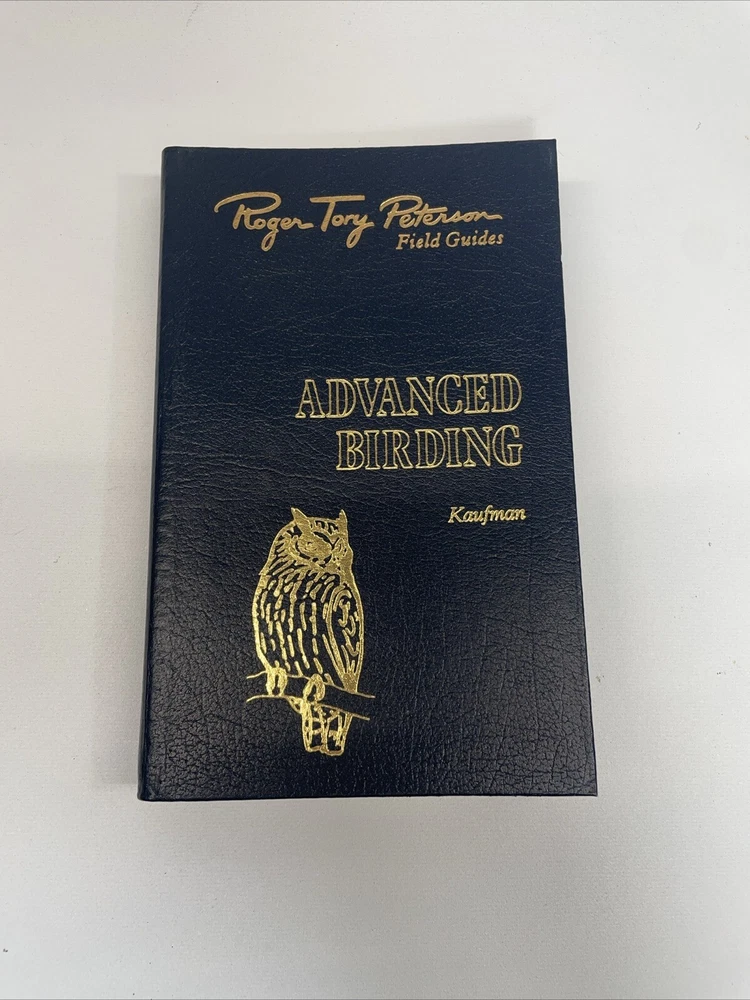 Roger Tory Peterson
Field Guides
ADVANCED
BIRDING
Kaufman